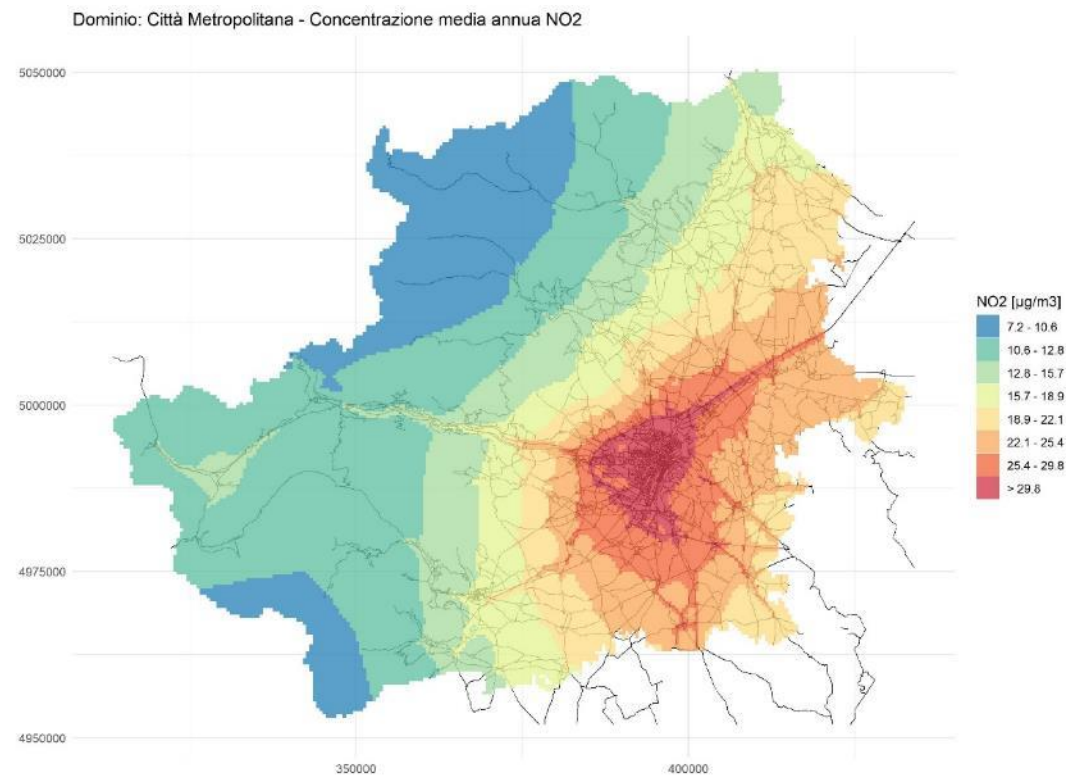 Dominio: Città Metropolitana - Concentrazione media annua NO2
5050000
5025000
5000000
4975000
4950000
350000
400000
NO2 [µg/m3]
7.2 - 10.6
10.6 - 12.8
12.8 - 15.7
15.7 - 18.9
18.9 - 22.1
22.1 - 25.4
25.4 - 29.8
> 29.8